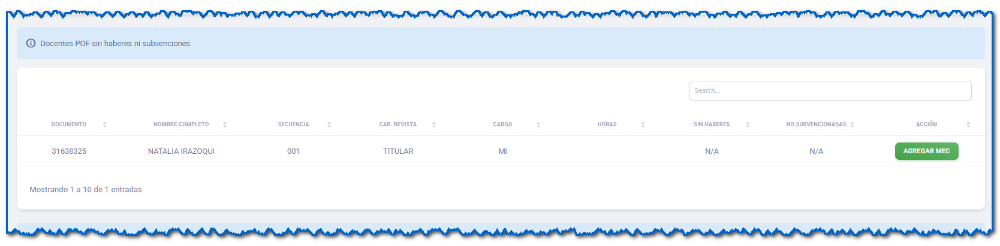 Docentes POF sin haberes ni subvenciones
Search...
DOCUMENTO NOMBRE COMPLETO SECUENCIA CAR. REVISTA CARGO HORAS SIN HABERES NO SUBVENCIONADAS ACCIÓN
31638325 NATALIA IRAZOQUI 001 TITULAR MI N/A N/A AGREGAR MEC
Mostrando 1 a 10 de 1 entradas